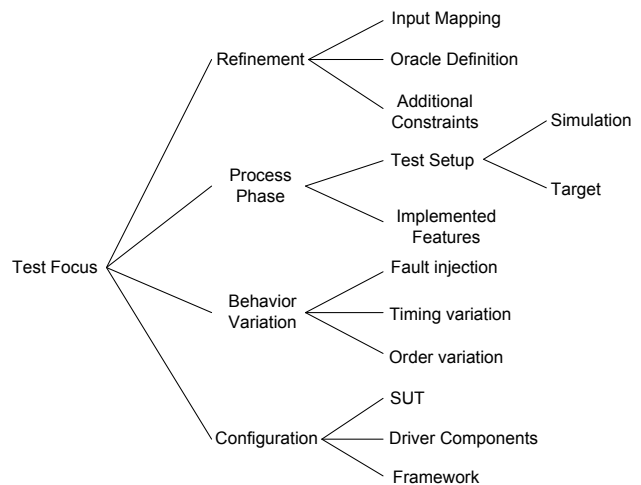 Input Mapping
Refinement
Oracle Definition
Additional
Constraints
Simulation
Test Setup
Process
Phase
Target
Implemented
Features
Test Focus
Fault injection
Behavior
Variation
Timing variation
Order variation
SUT
Configuration
Driver Components
Framework